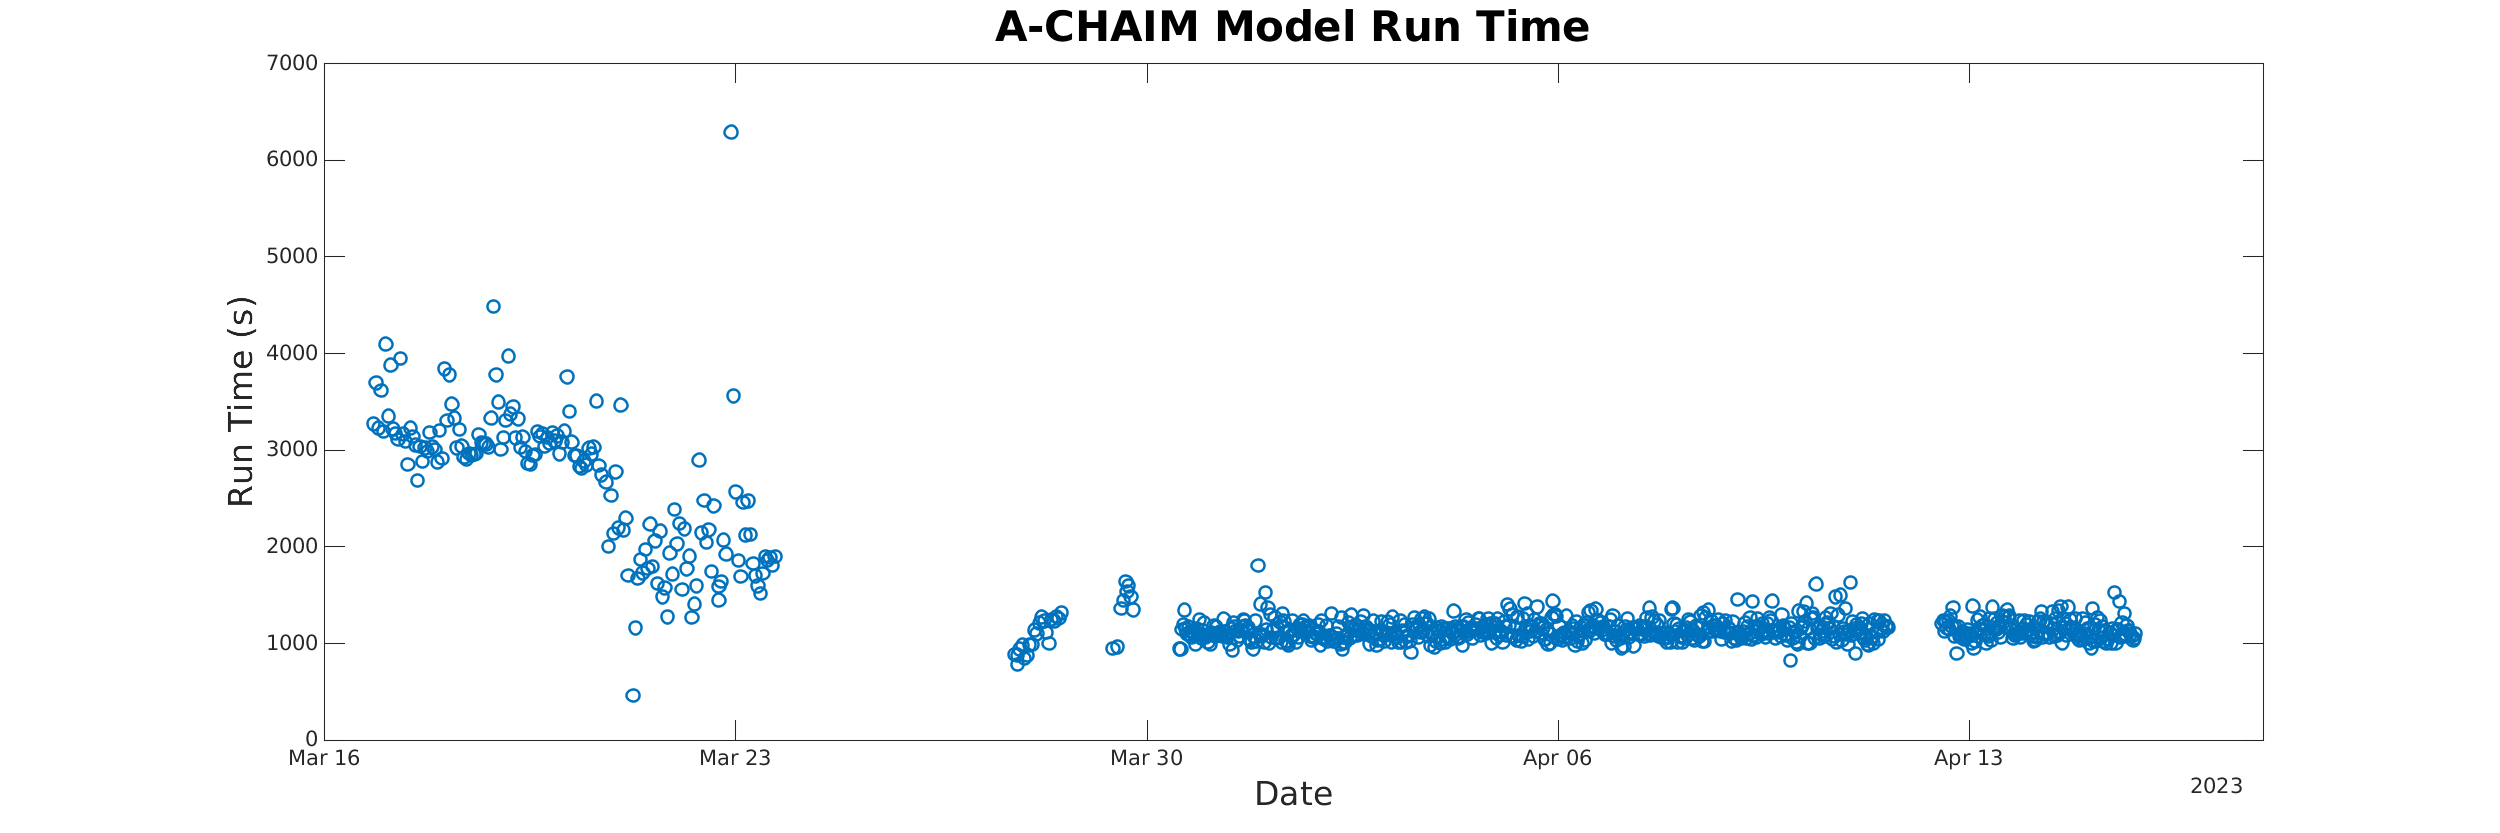 A-CHAIM Model Run Time
7000
6000
5000
4000
3000
2000
1000
0
Run Time (s)
Mar 16 Mar 23 Mar 30 Apr 06 Apr 13
2023
Date